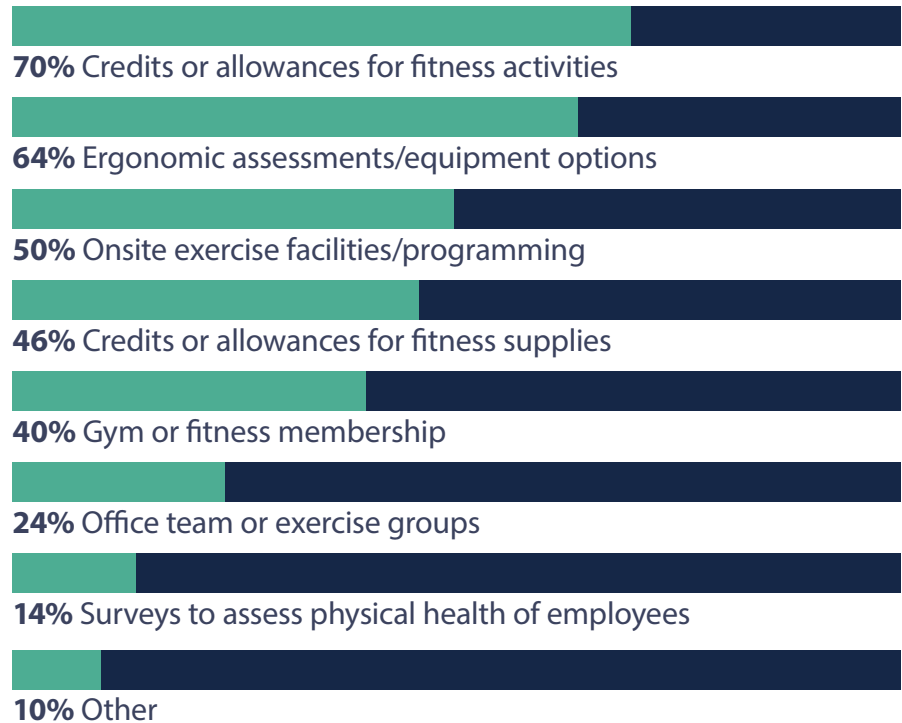 70% Credits or allowances for fitness activities
64% Ergonomic assessments/equipment options
50% Onsite exercise facilities/programming
46% Credits or allowances for fitness supplies
40% Gym or fitness membership
24% Office team or exercise groups
14% Surveys to assess physical health of employees
10% Other